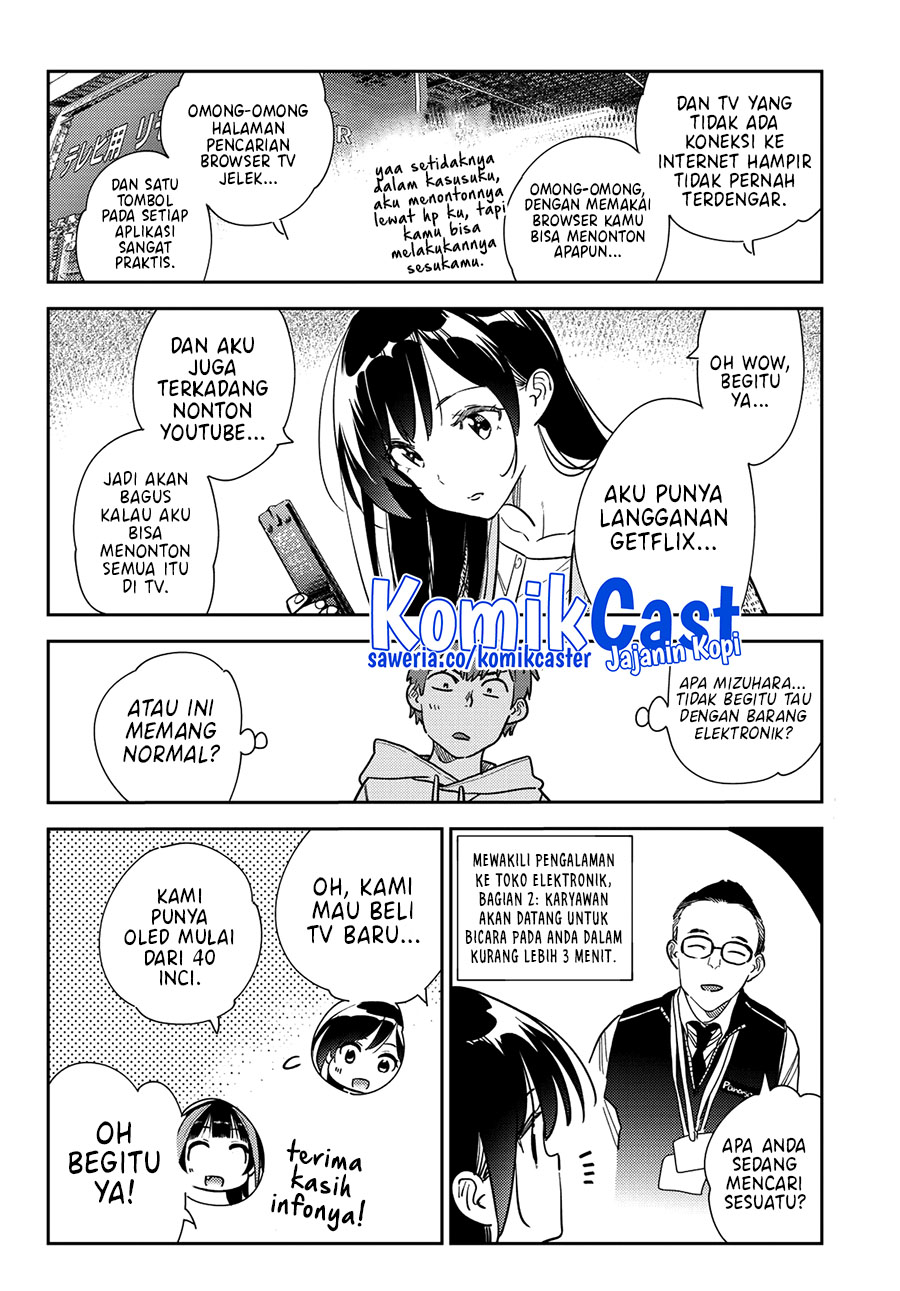 DAN TV YANG
TIDAK ADA
KONEKSI KE
INTERNET HAMPIR
TIDAK PERNAH
TERDENGAR.
OMONG-OMONG,
DENGAN MEMAKAI
BROWSER KAMU
BISA MENONTON
APAPUN...
yaa setidaknya
dalam kasusuku,
aku menontonnya
lewat hp ku, tapi
kamu bisa
melakukannya
sesukamu.
OMONG-OMONG
HALAMAN
PENCARIAN
BROWSER TV
JELEK...
DAN SATU
TOMBOL
PADA SETIAP
APLIKASI
SANGAT
PRAKTIS.
テレビ用 リモ
OH WOW,
BEGITU
YA...
AKU PUNYA
LANGGANAN
GETFLIX...
DAN AKU
JUGA
TERKADANG
NONTON
YOUTUBE...
JADI AKAN
BAGUS
KALAU AKU
BISA
MENONTON
SEMUA ITU
DI TV.
KomikCast
saweria.co/komikcaster
Jajanin Kopi
APA MIZUHARA...
TIDAK BEGITU TAU
DENGAN BARANG
ELEKTRONIK?
ATAU INI
MEMANG
NORMAL?
MEWAKILI PENGALAMAN
KE TOKO ELEKTRONIK,
BAGIAN 2: KARYAWAN
AKAN DATANG UNTUK
BICARA PADA ANDA DALAM
KURANG LEBIH 3 MENIT.
APA ANDA
SEDANG
MENCARI
SESUATU?
OH, KAMI
MAU BELI
TV BARU...
KAMI
PUNYA
OLED MULAI
DARI 40
INCI.
OH
BEGITU
YA!
terima
kasih
infonya!